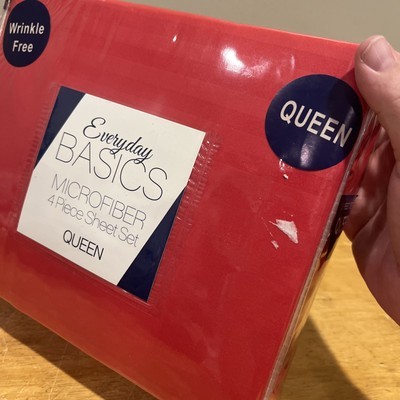 Wrinkle
Free
QUEEN
Everyday
BASICS
MICROFIBER
4 Piece Sheet Set
QUEEN